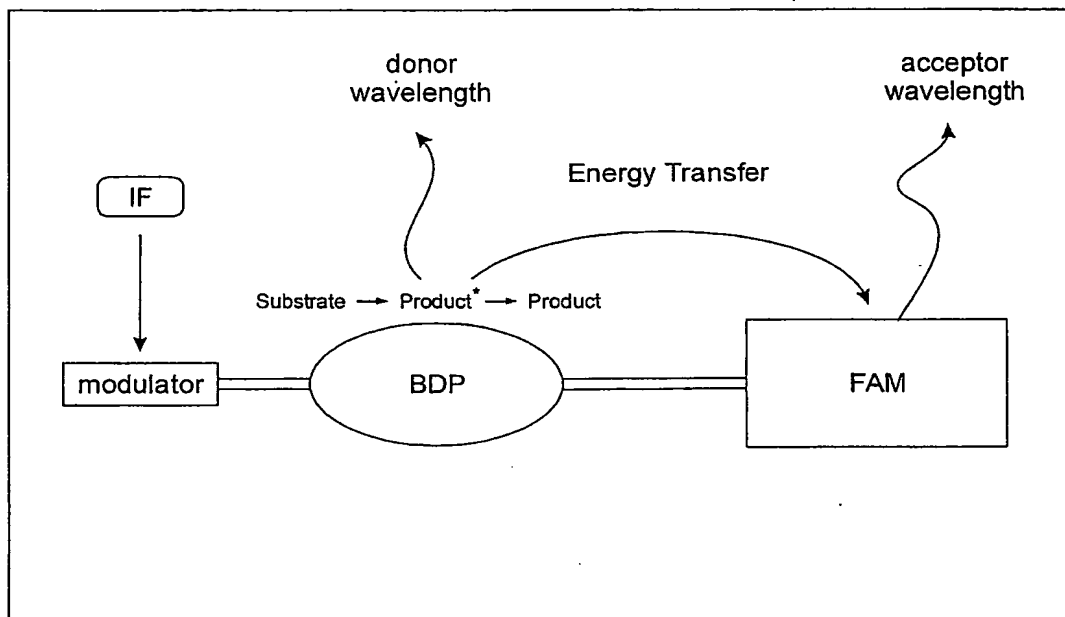 donor
wavelength
acceptor
wavelength
Energy Transfer
IF
Substrate → Product* → Product
modulator
BDP
FAM